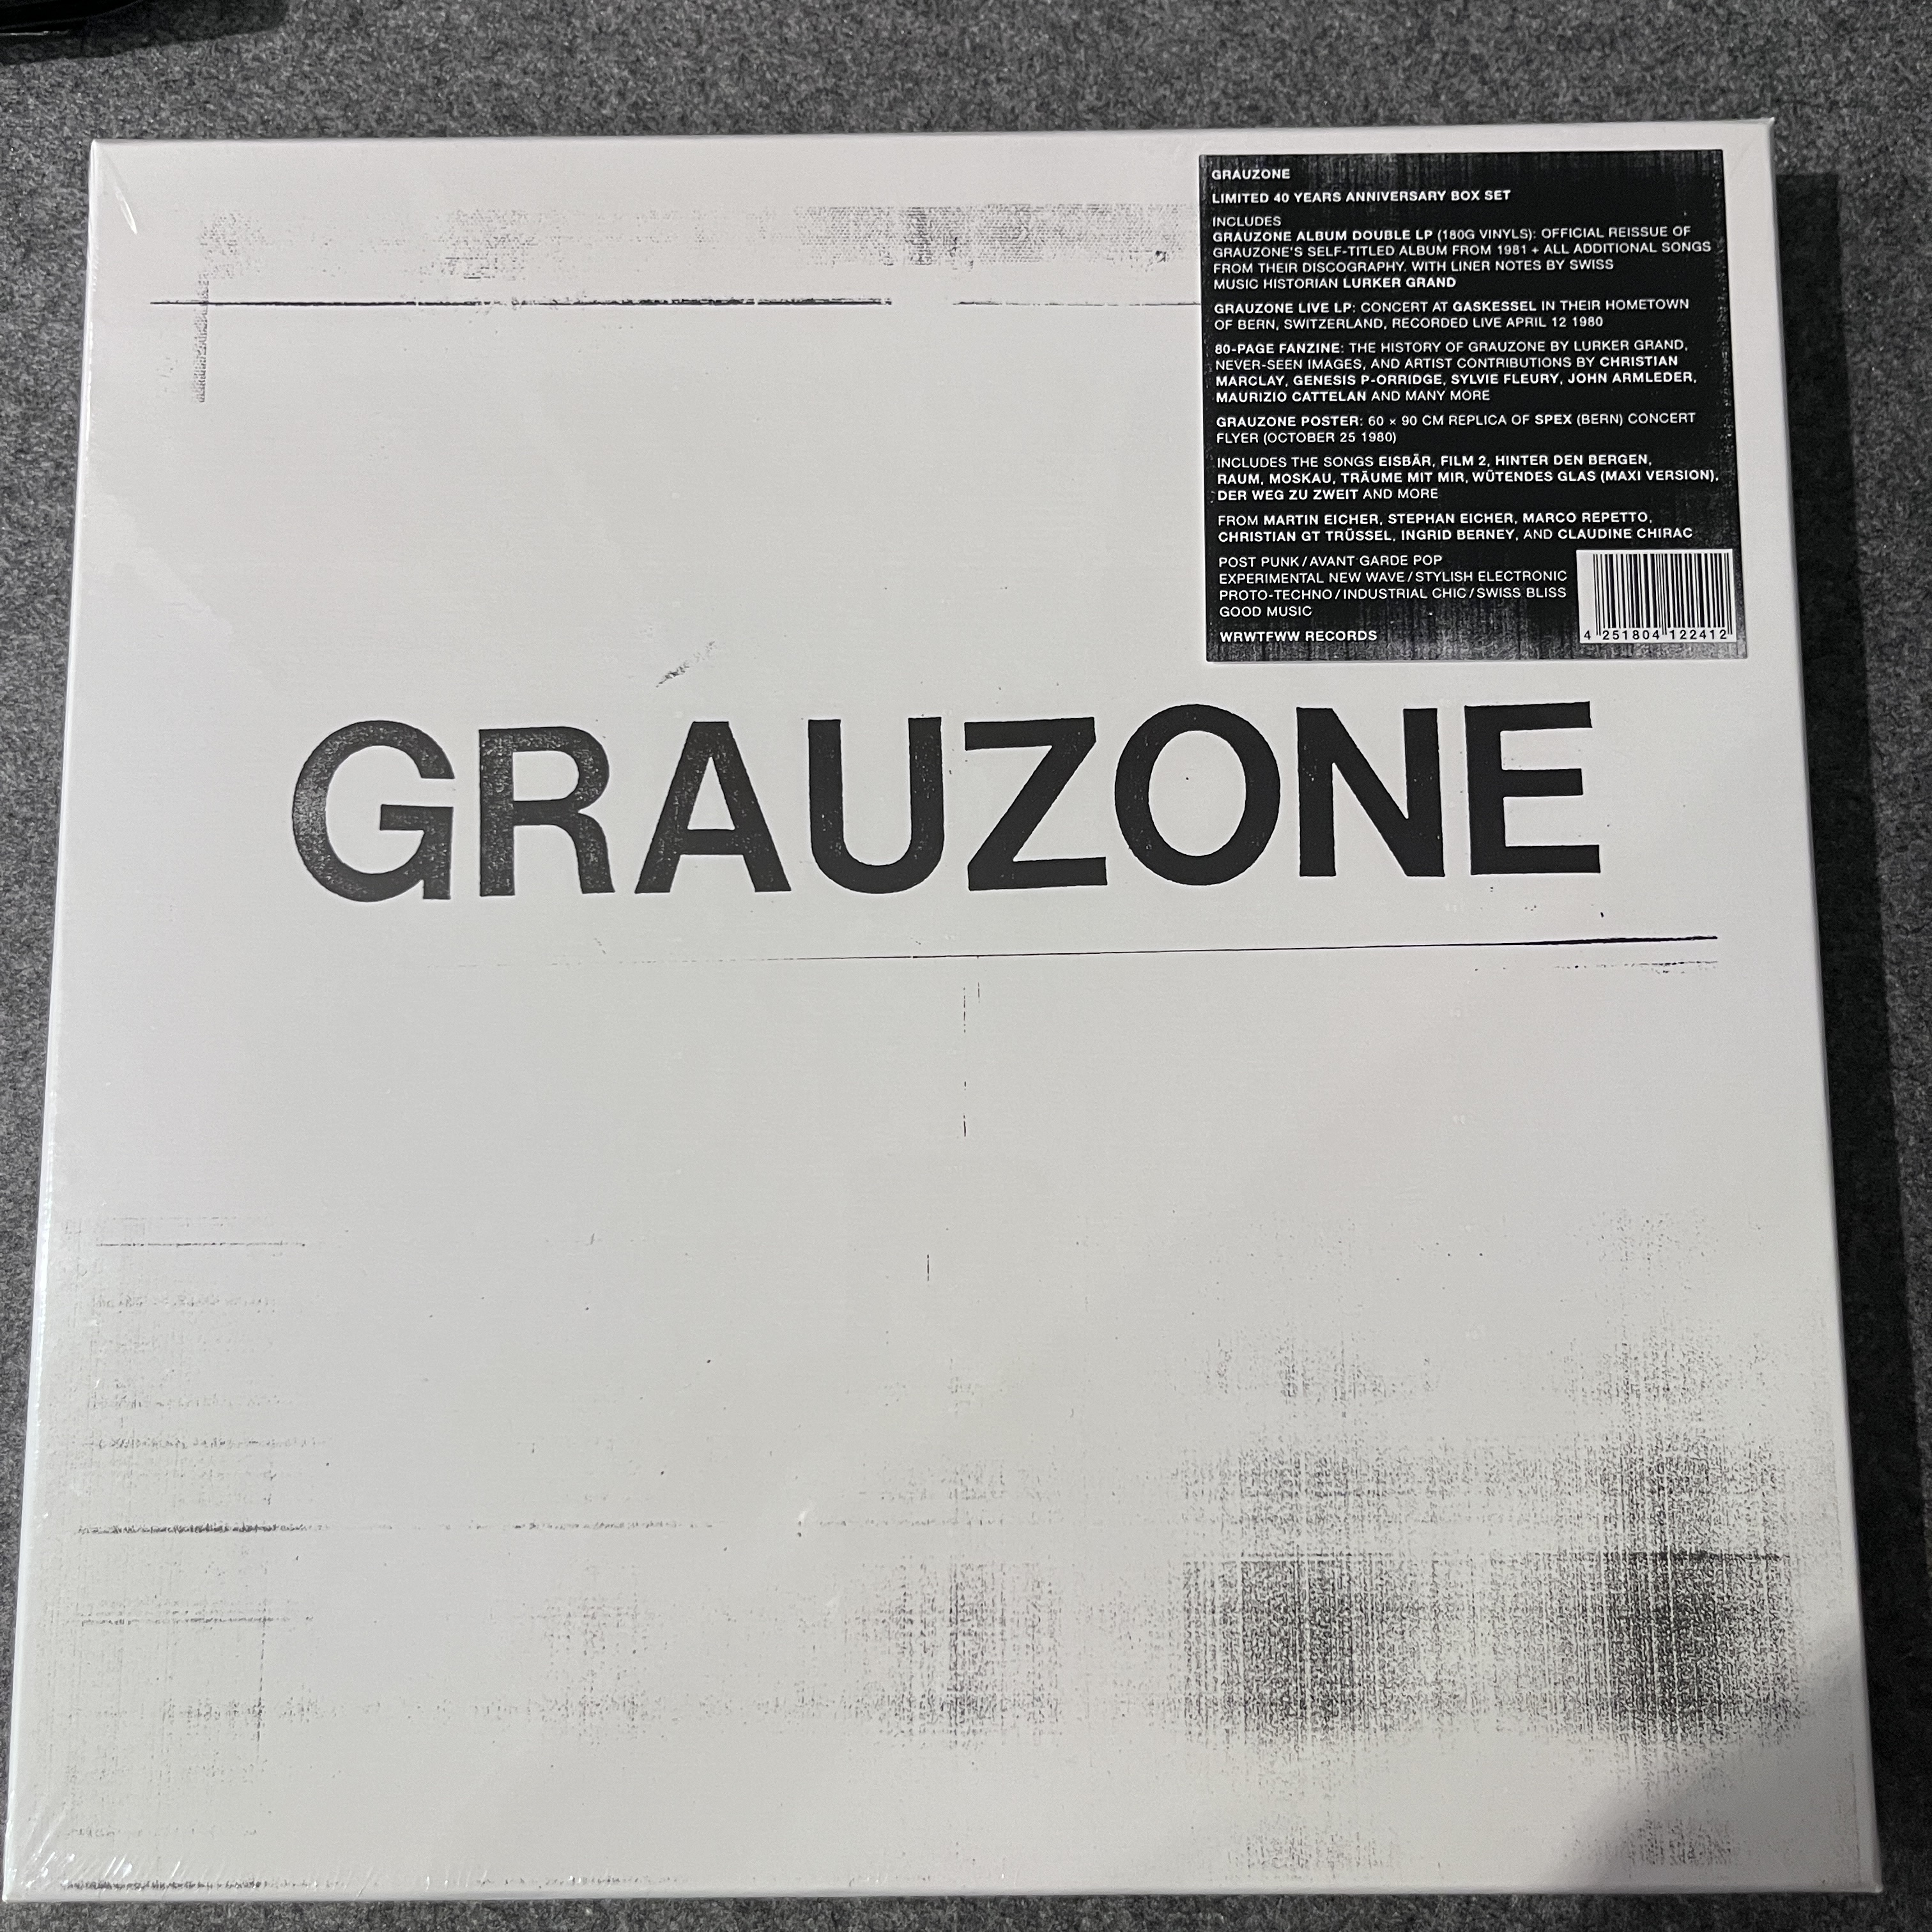 GRAUZONE
LIMITED 40 YEARS ANNIVERSARY BOX SET
INCLUDES
GRAUZONE ALBUM DOUBLE LP (180G VINYLS): OFFICIAL REISSUE OF
GRAUZONE'S SELF-TITLED ALBUM FROM 1981 + ALL ADDITIONAL SONGS
FROM THEIR DISCOGRAPHY. WITH LINER NOTES BY SWISS
MUSIC HISTORIAN LURKER GRAND
GRAUZONE LIVE LP: CONCERT AT GASKESSEL IN THEIR HOMETOWN
OF BERN, SWITZERLAND, RECORDED LIVE APRIL 12 1980
80-PAGE FANZINE: THE HISTORY OF GRAUZONE BY LURKER GRAND,
NEVER-SEEN IMAGES, AND ARTIST CONTRIBUTIONS BY CHRISTIAN
MARCLAY, GENESIS P-ORRIDGE, SYLVIE FLEURY, JOHN ARMLEDER,
MAURIZIO CATTELAN AND MANY MORE
GRAUZONE POSTER: 60 × 90 CM REPLICA OF SPEX (BERN) CONCERT
FLYER (OCTOBER 25 1980)
INCLUDES THE SONGS EISBÄR, FILM 2, HINTER DEN BERGEN,
RAUM, MOSKAU, TRÄUME MIT MIR, WÜTENDES GLAS (MAXI VERSION),
DER WEG ZU ZWEIT AND MORE
FROM MARTIN EICHER, STEPHAN EICHER, MARCO REPETTO,
CHRISTIAN GT TRÜSSEL, INGRID BERNEY, AND CLAUDINE CHIRAC
POST PUNK / AVANT GARDE POP
EXPERIMENTAL NEW WAVE / STYLISH ELECTRONIC
PROTO-TECHNO / INDUSTRIAL CHIC / SWISS BLISS
GOOD MUSIC
WRWTFWW RECORDS
4 251804 122412
GRAUZONE